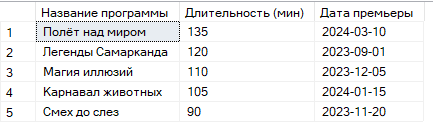 Название программы Длительность (мин) Дата премьеры
1 Полёт над миром 135 2024-03-10
2 Легенды Самарканда 120 2023-09-01
3 Магия иллюзий 110 2023-12-05
4 Карнавал животных 105 2024-01-15
5 Смех до слез 90 2023-11-20